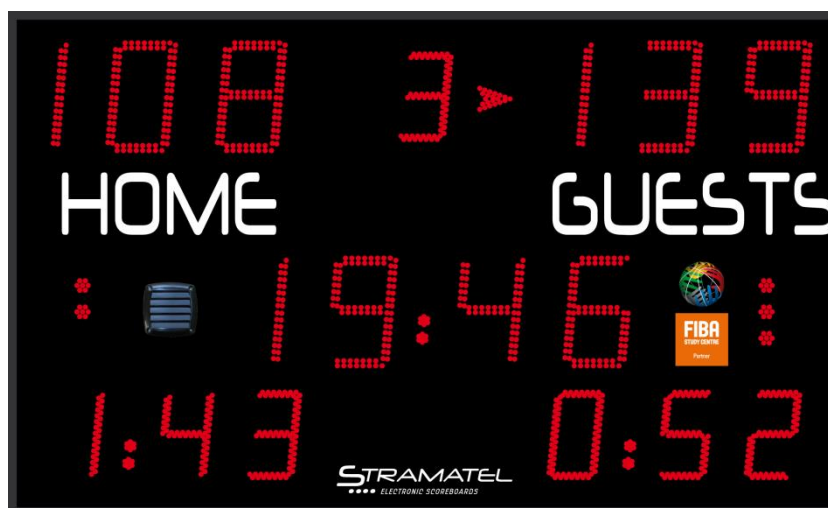 108 3 139
HOME GUESTS
19:46
FIBA
STUDY CENTRE
Partner
1:43 0:52
STRAMATEL
ELECTRONIC SCOREBOARDS